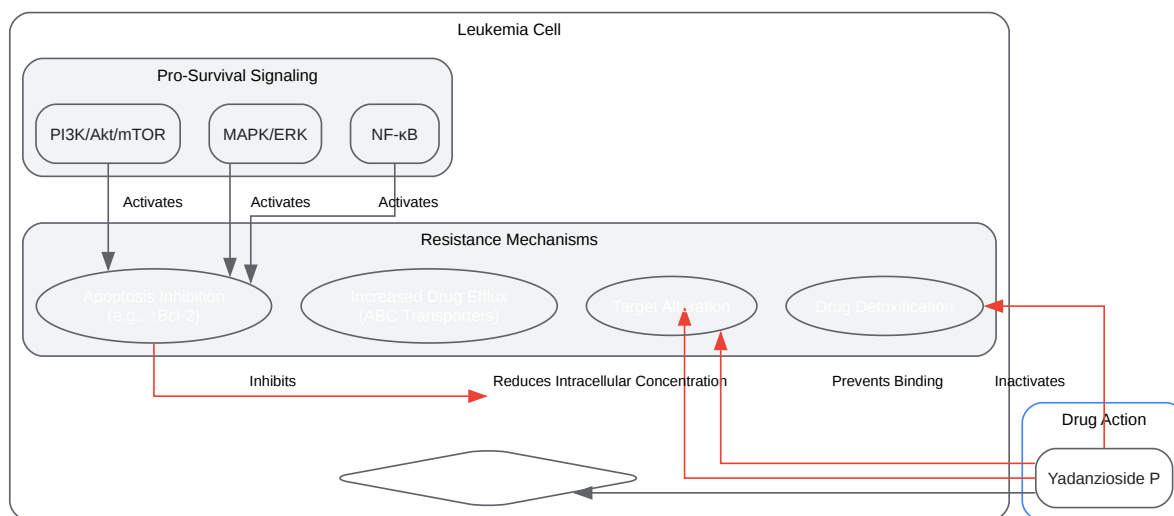 Leukemia Cell
Pro-Survival Signaling
PI3K/Akt/mTOR
MAPK/ERK
NF-κB
Activates
Activates
Activates
Resistance Mechanisms
Apoptosis Inhibition
(e.g., ↑Bcl-2)
Increased Drug Efflux
(ABC Transporters)
Target Alteration
Drug Detoxification
Inhibits
Reduces Intracellular Concentration
Prevents Binding
Inactivates
Drug Action
Yadanzioside P